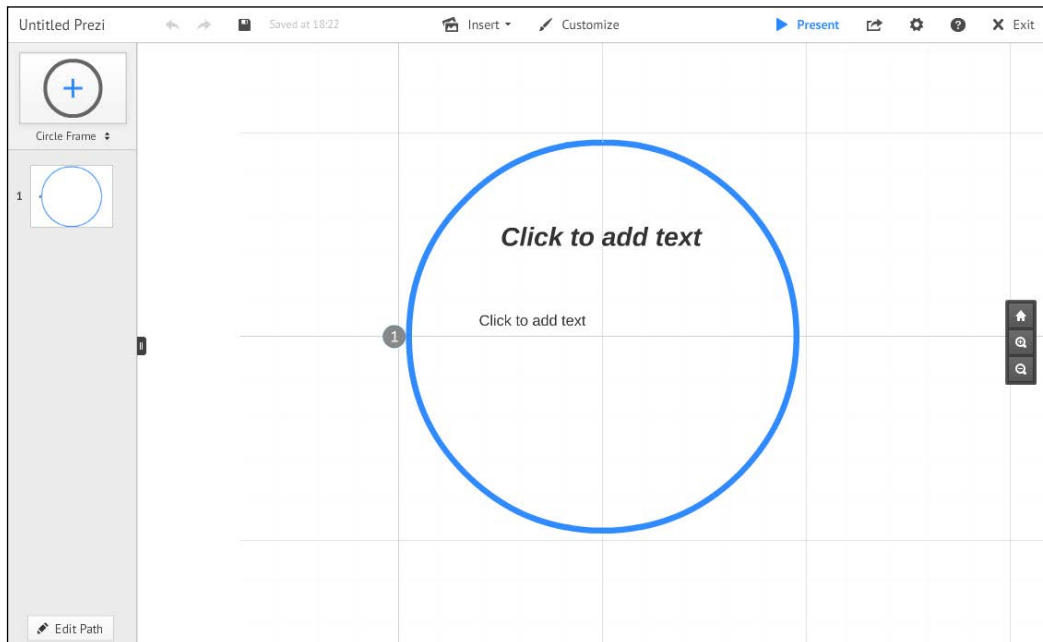 Untitled Prezi Saved at 18:22 Insert Customize Present Exit
Circle Frame
1
Click to add text
Click to add text
1
Edit Path